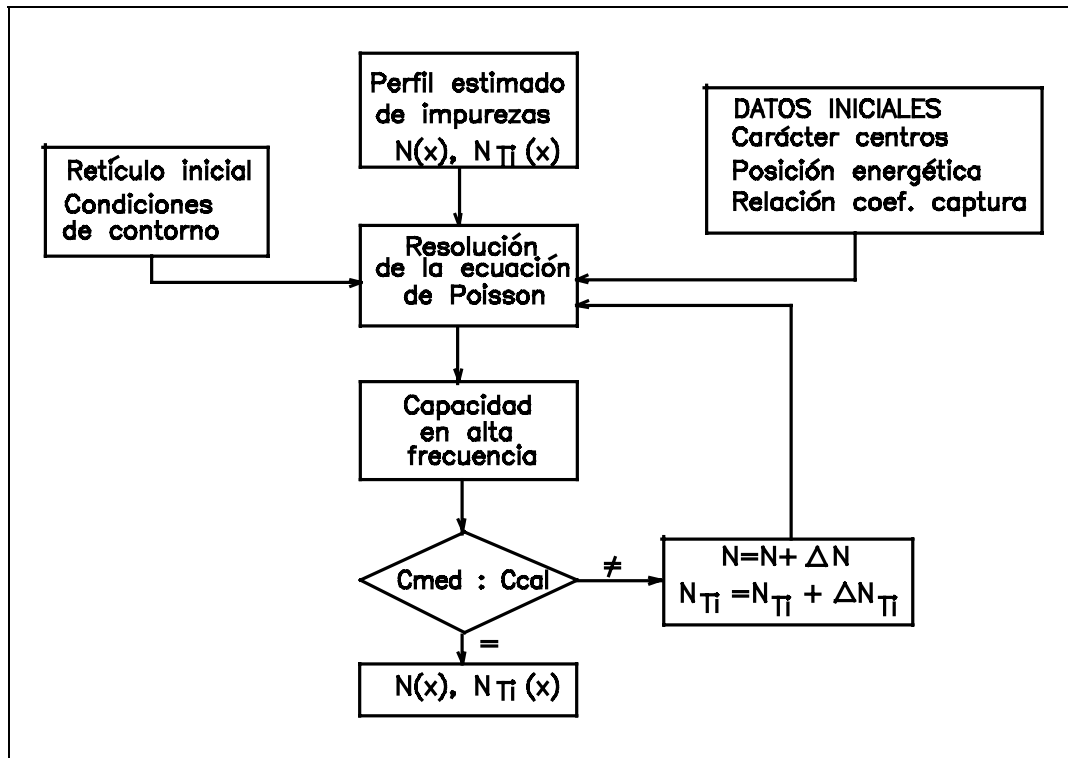 Perfil estimado
de impurezas
N(x), N Ti (x)
DATOS INICIALES
Carácter centros
Posición energética
Relación coef. captura
Retículo inicial
Condiciones
de contorno
Resolución
de la ecuación
de Poisson
Capacidad
en alta
frecuencia
Cmed : Ccal
≠
N=N+ ΔN
N Ti =N Ti + ΔN Ti
=
N(x), N Ti (x)